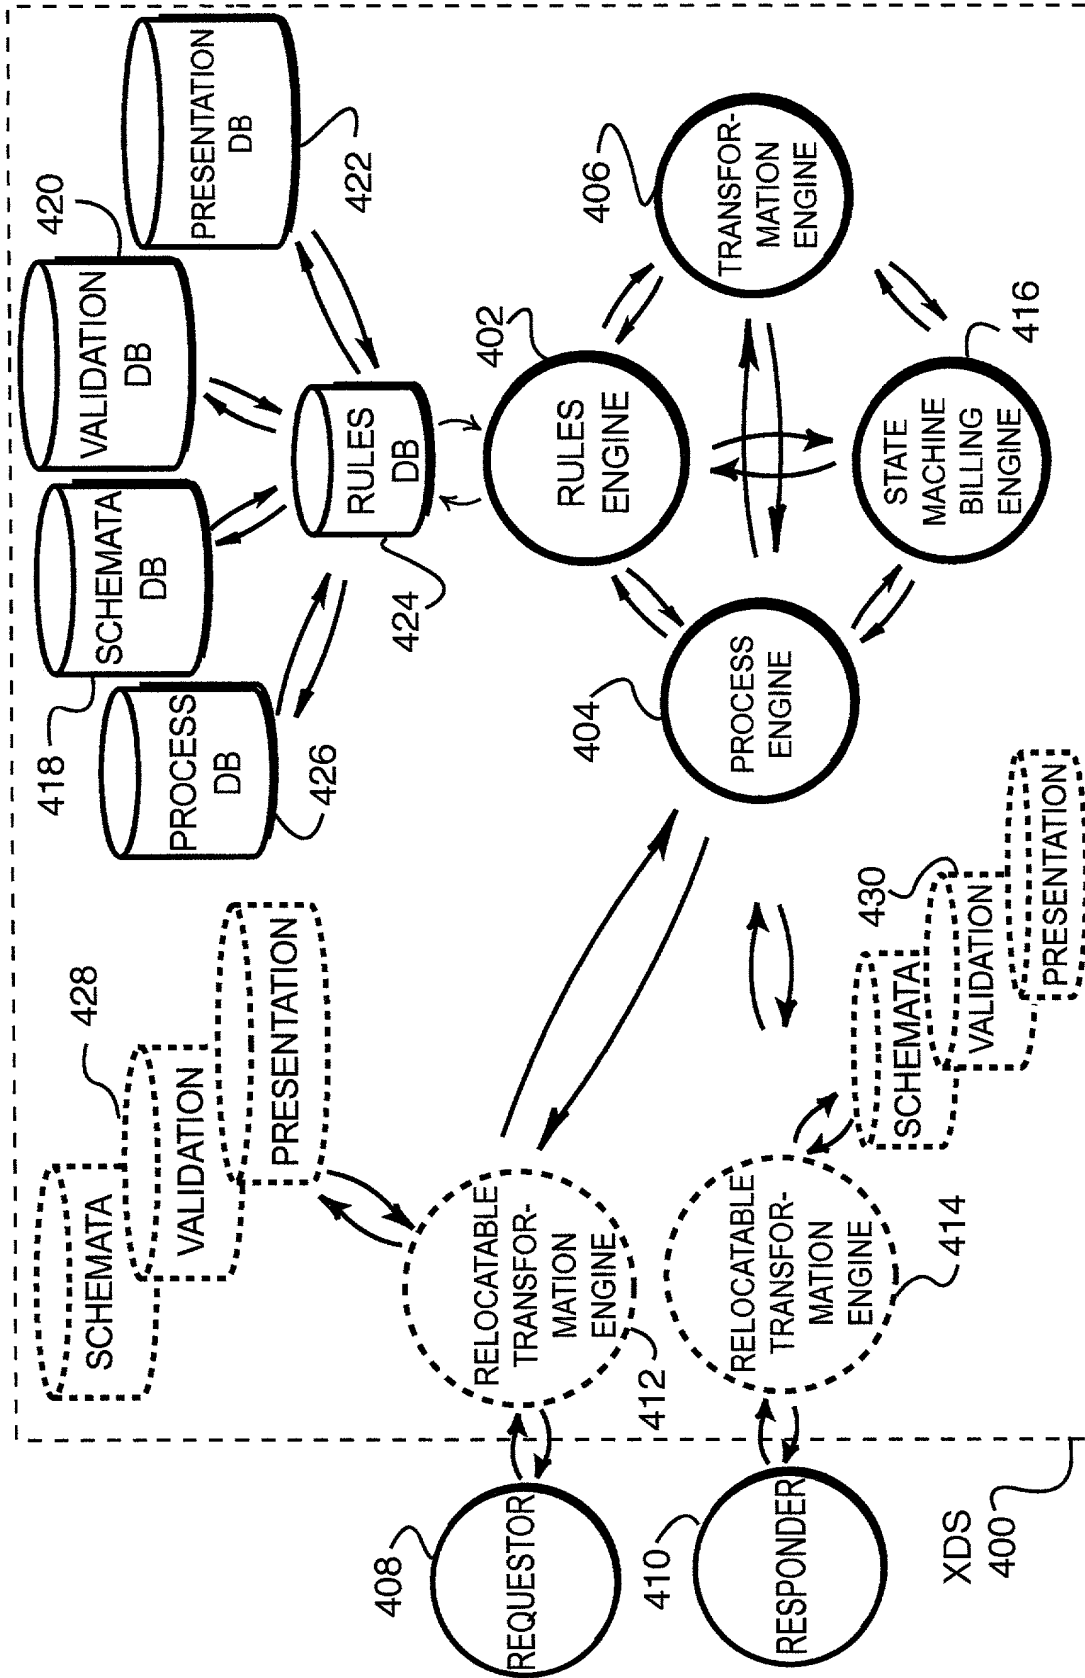 SCHEMATA
428
VALIDATION
PRESENTATION
418
PROCESS
DB
426
SCHEMATA
DB
VALIDATION
DB
420
PRESENTATION
DB
422
RULES
DB
424
408
REQUESTOR
RELOCATABLE
TRANSFOR-
MATION
ENGINE
412
RULES
ENGINE
402
404
PROCESS
ENGINE
406
TRANSFOR-
MATION
ENGINE
410
RESPONDER
RELOCATABLE
TRANSFOR-
MATION
ENGINE
414
SCHEMATA
430
VALIDATION
PRESENTATION
STATE
MACHINE
BILLING
ENGINE
416
XDS
400